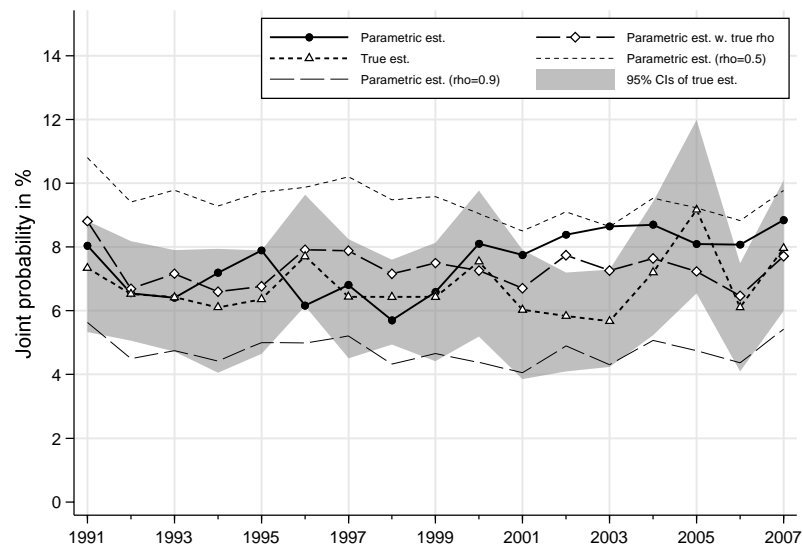 Parametric est.
Parametric est. w. true rho
True est.
Parametric est. (rho=0.5)
Parametric est. (rho=0.9)
95% CIs of true est.
Joint probability in %
14
12
10
8
6
4
2
0
1991 1993 1995 1997 1999 2001 2003 2005 2007